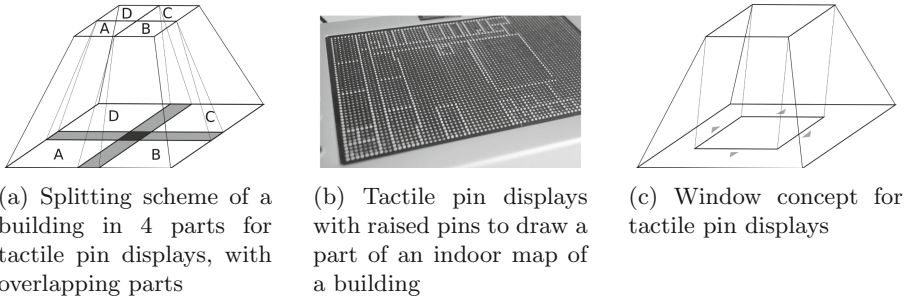 D C
A B
D
C
A
B
(a) Splitting scheme of a
building in 4 parts for
tactile pin displays, with
overlapping parts
(b) Tactile pin displays
with raised pins to draw a
part of an indoor map of
a building
(c) Window concept for
tactile pin displays